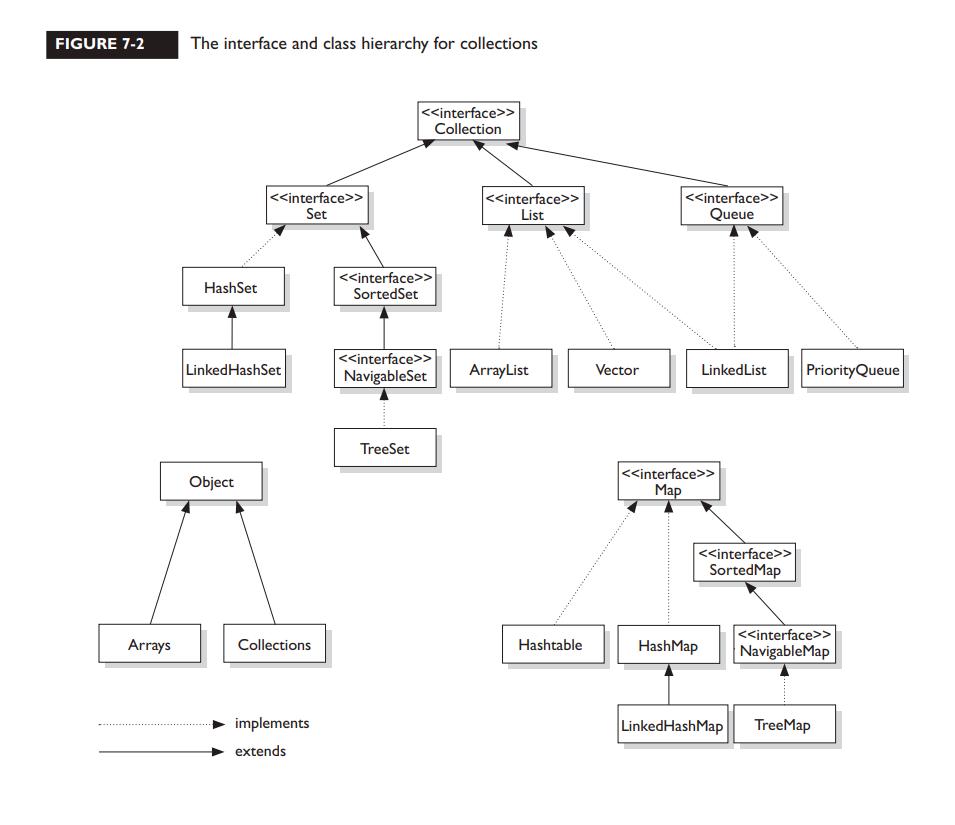 FIGURE 7-2
The interface and class hierarchy for collections
<<interface>>
Collection
<<interface>>
Set
<<interface>>
List
<<interface>>
Queue
HashSet
<<interface>>
SortedSet
LinkedHashSet
<<interface>>
NavigableSet
ArrayList
Vector
LinkedList
PriorityQueue
TreeSet
Object
<<interface>>
Map
<<interface>>
SortedMap
Arrays
Collections
Hashtable
HashMap
<<interface>>
NavigableMap
LinkedHashMap
TreeMap
implements
extends